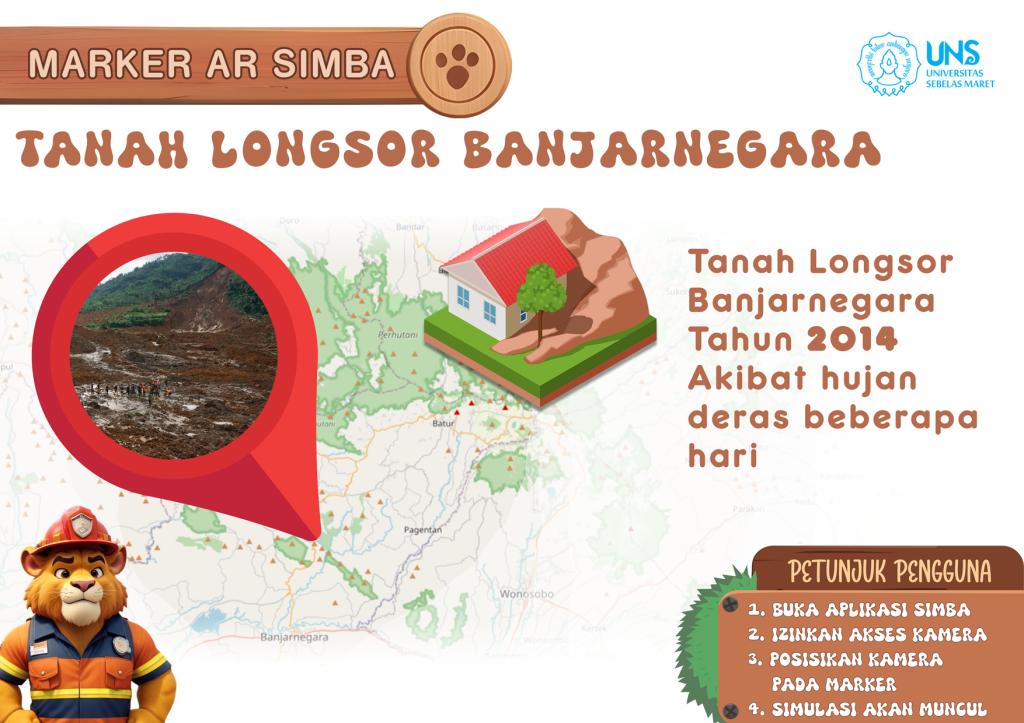 MARKER AR SIMBA
UNS
UNIVERSITAS
SEBELAS MARET
TANAH LONGSOR BANJARNEGARA
Doro
Bandar
Perhutani
Batur
Pagentan
Wonosobo
Banjarnegara
Tanah Longsor
Banjarnegara
Tahun 2014
Akibat hujan
deras beberapa
hari
PETUNJUK PENGGUNA
1. BUKA APLIKASI SIMBA
2. IZINKAN AKSES KAMERA
3. POSISIKAN KAMERA
PADA MARKER
4. SIMULASI AKAN MUNCUL